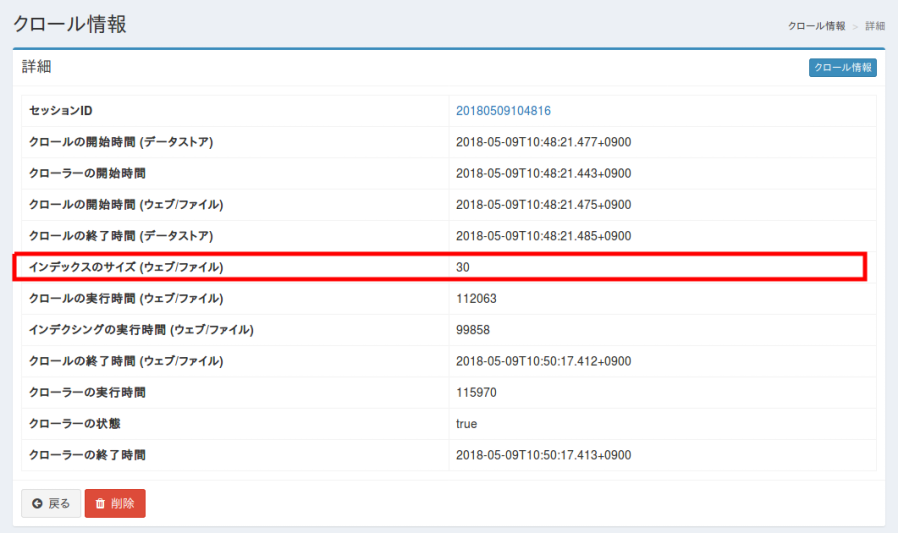 クロール情報
クロール情報 > 詳細
詳細
クロール情報
セッションID 20180509104816
クロールの開始時間 (データストア) 2018-05-09T10:48:21.477+0900
クローラーの開始時間 2018-05-09T10:48:21.443+0900
クロールの開始時間 (ウェブ/ファイル) 2018-05-09T10:48:21.475+0900
クロールの終了時間 (データストア) 2018-05-09T10:48:21.485+0900
インデックスのサイズ (ウェブ/ファイル) 30
クロールの実行時間 (ウェブ/ファイル) 112063
インデクシングの実行時間 (ウェブ/ファイル) 99858
クロールの終了時間 (ウェブ/ファイル) 2018-05-09T10:50:17.412+0900
クローラーの実行時間 115970
クローラーの状態 true
クローラーの終了時間 2018-05-09T10:50:17.413+0900
戻る 削除